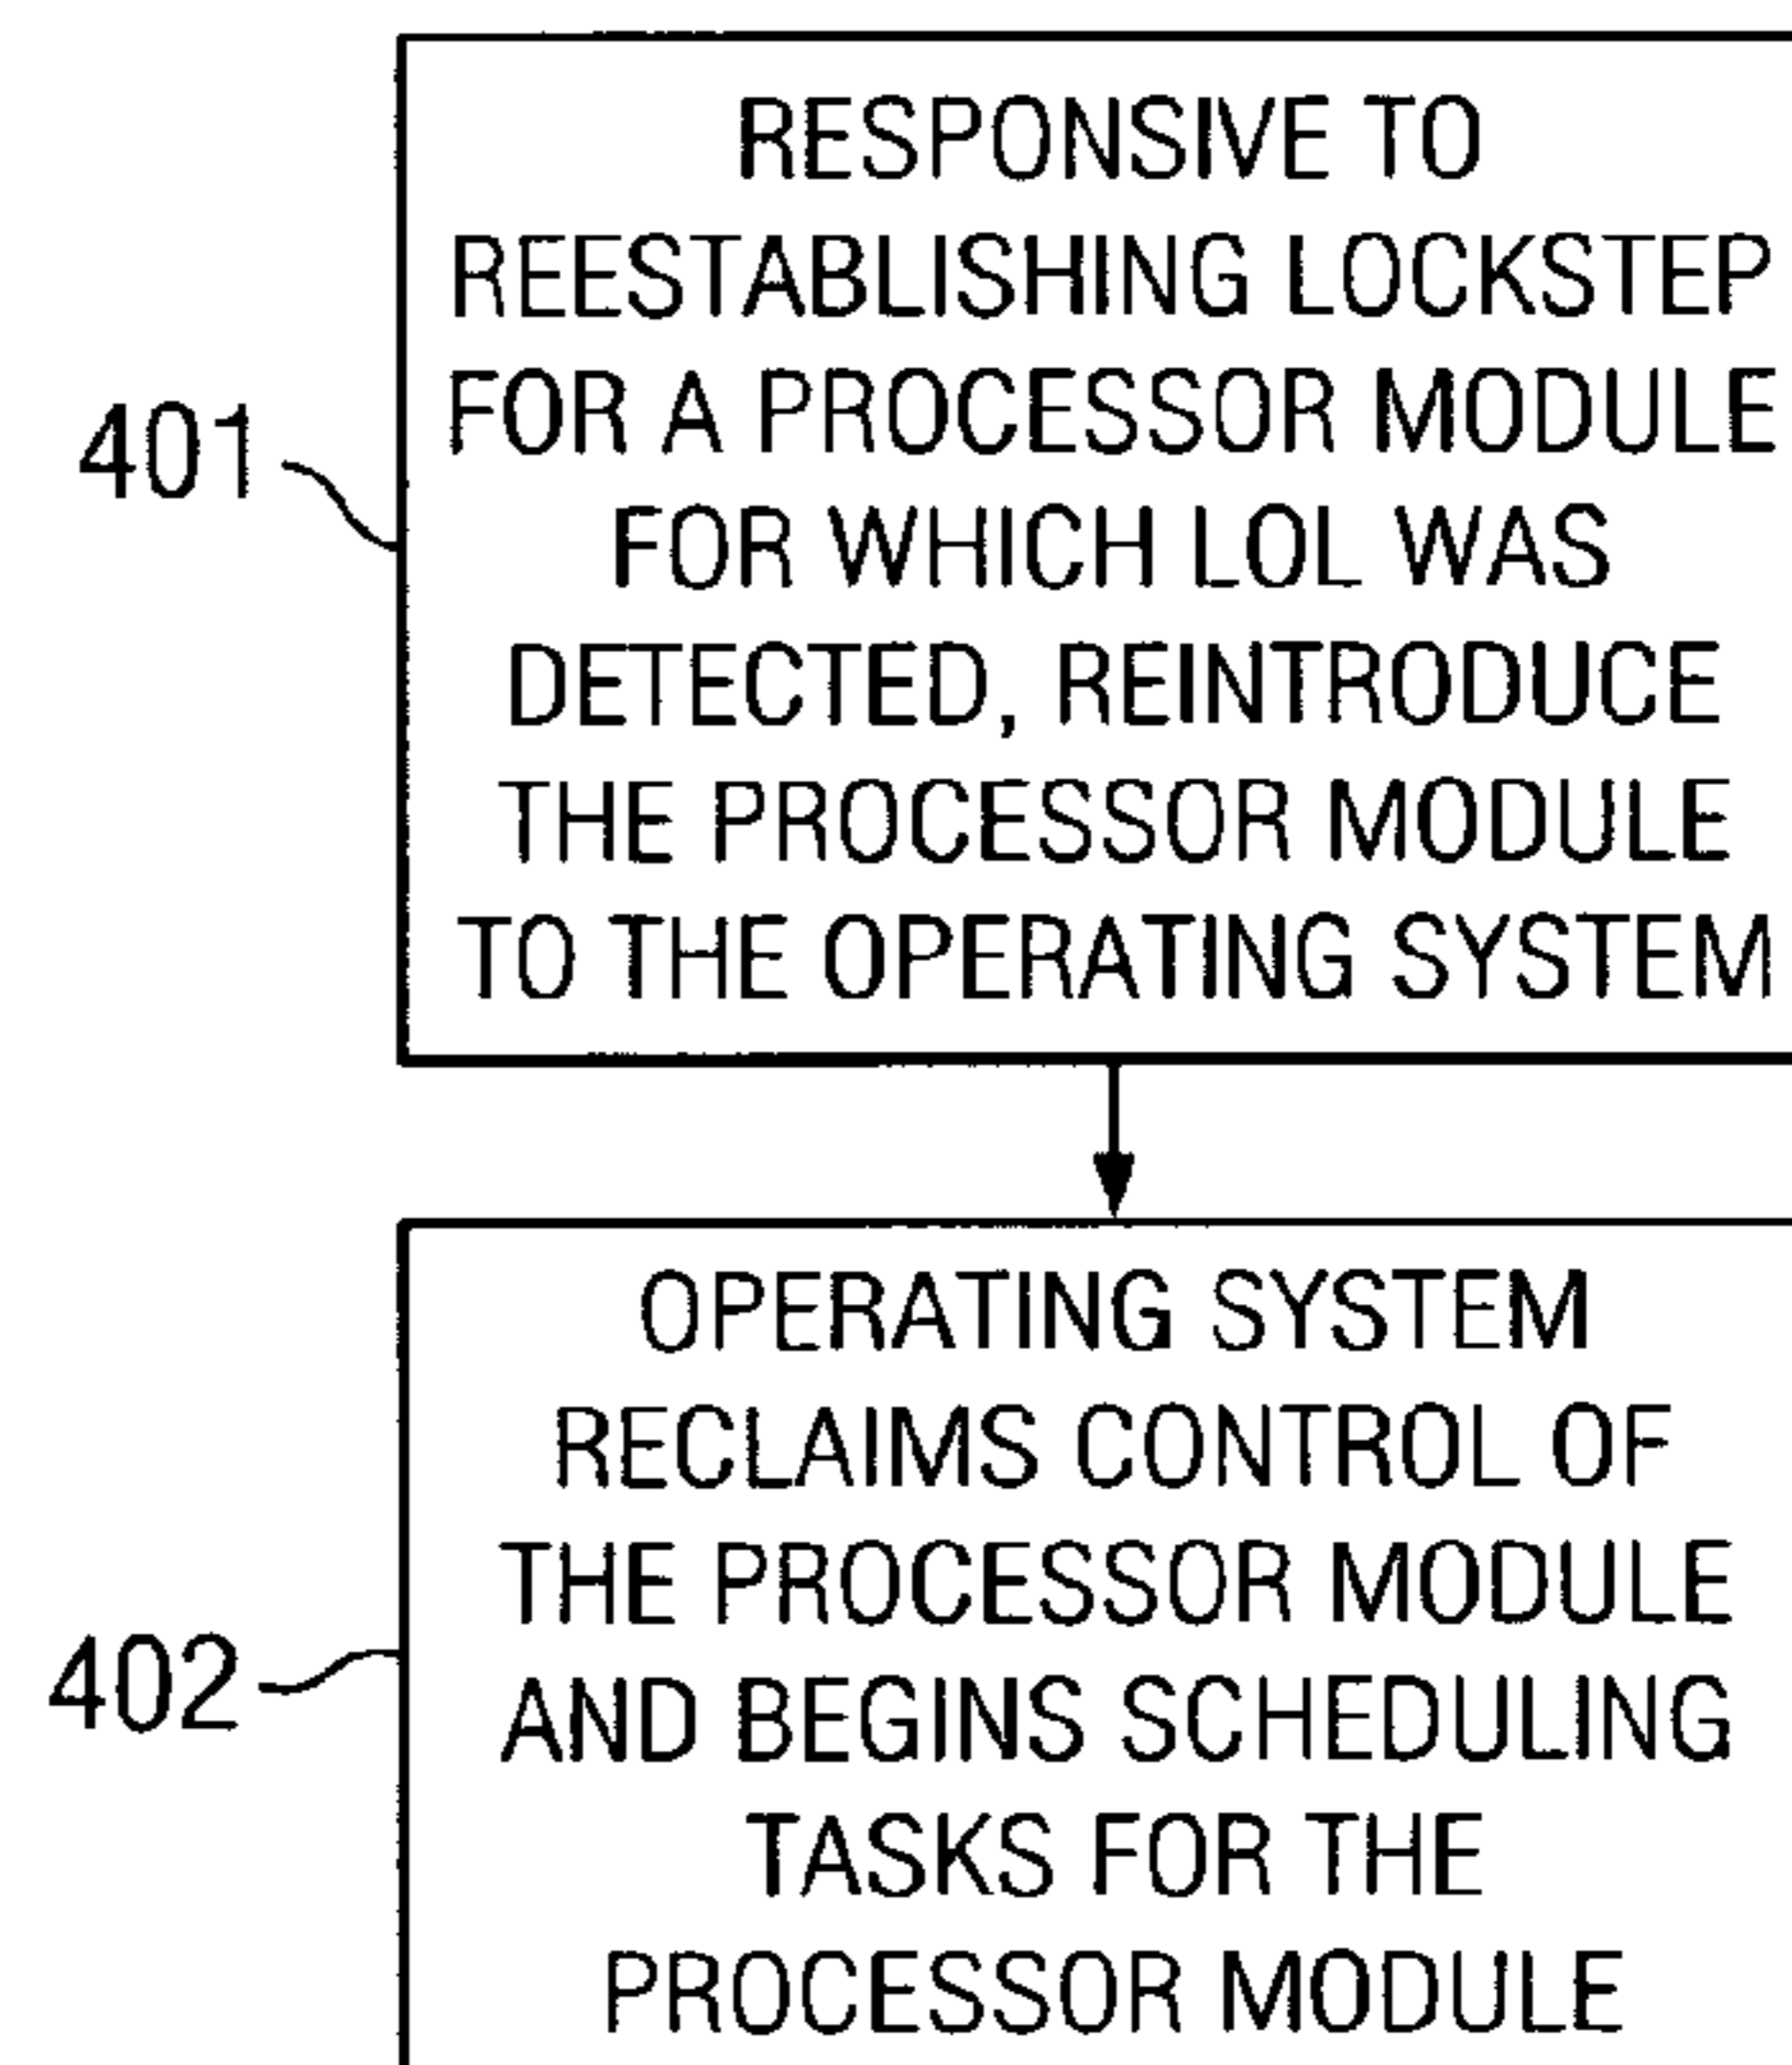 RESPONSIVE TO
REESTABLISHING LOCKSTEP
FOR A PROCESSOR MODULE
FOR WHICH LOL WAS
DETECTED, REINTRODUCE
THE PROCESSOR MODULE
TO THE OPERATING SYSTEM
401
OPERATING SYSTEM
RECLAIMS CONTROL OF
THE PROCESSOR MODULE
AND BEGINS SCHEDULING
TASKS FOR THE
PROCESSOR MODULE
402